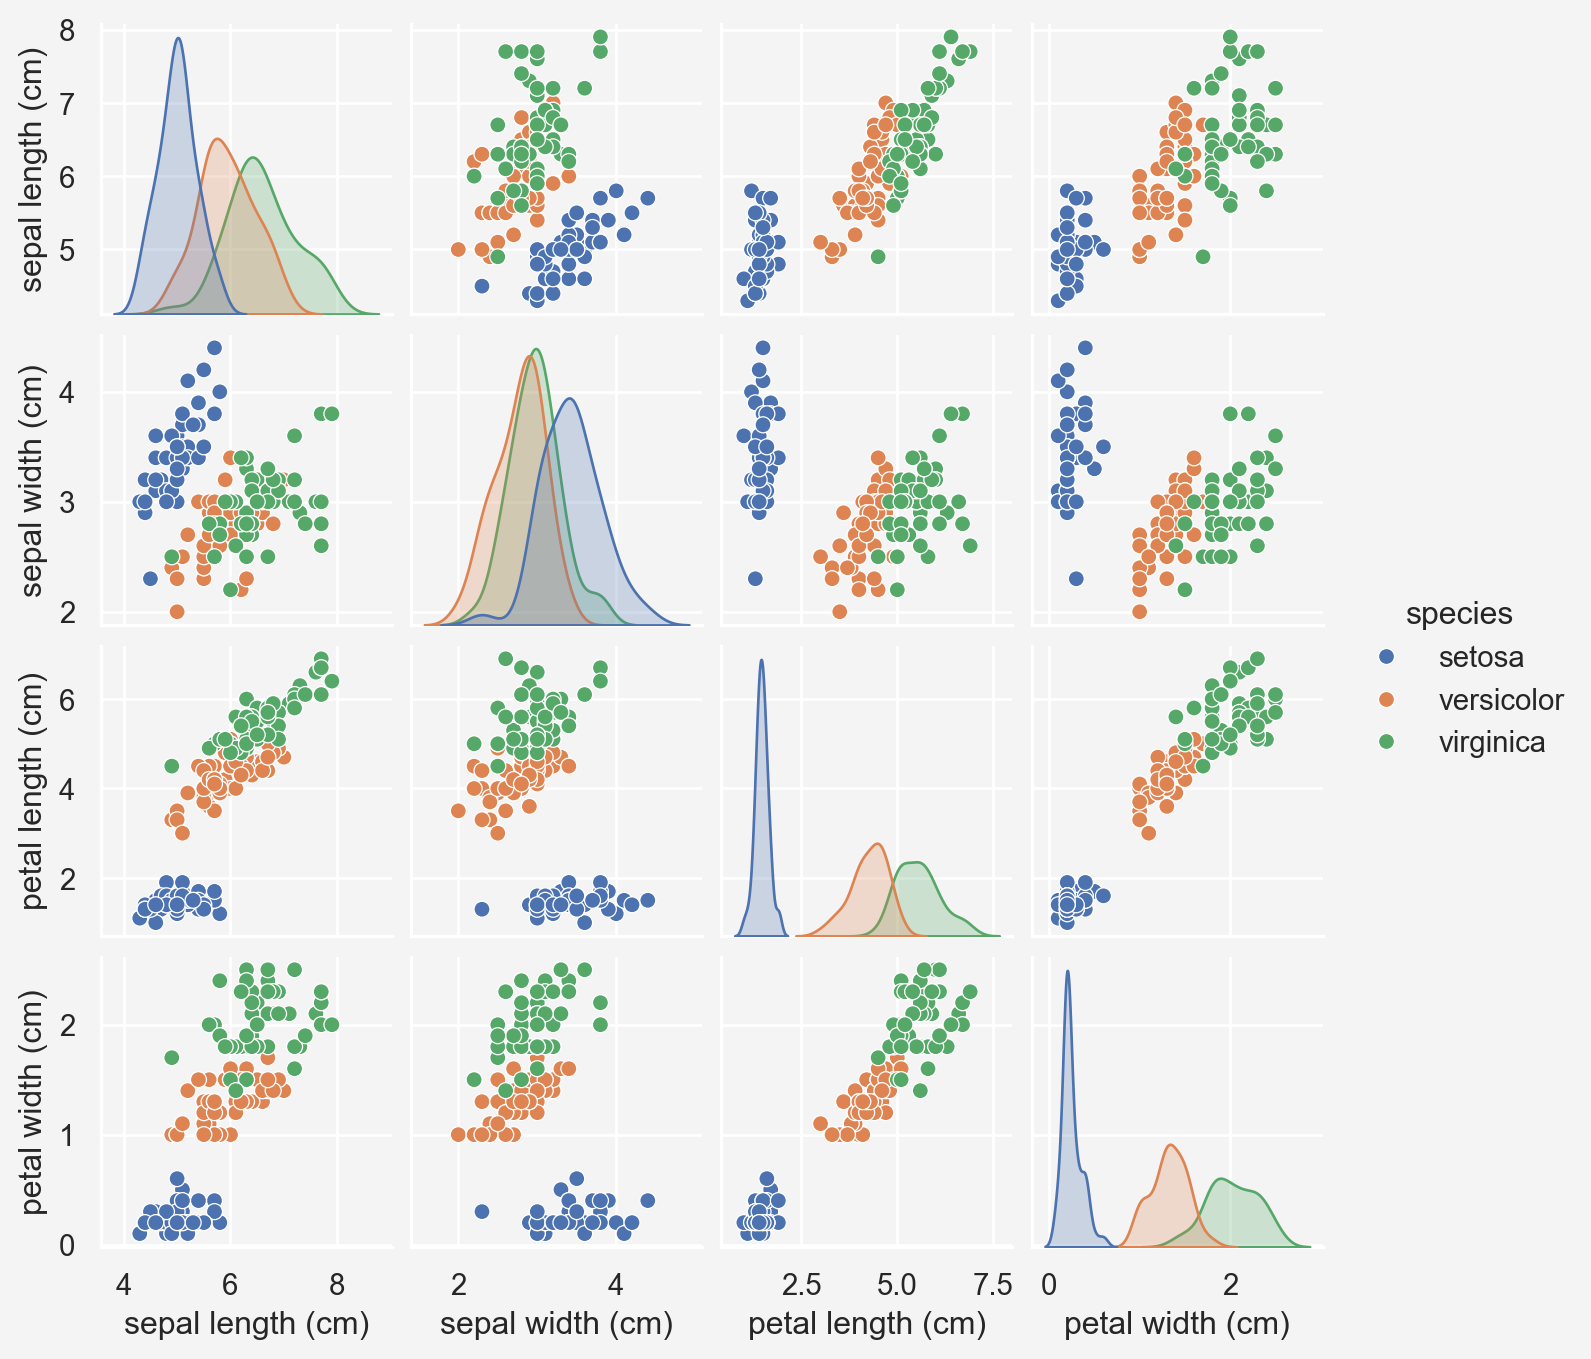 sepal length (cm)
8
7
6
5
sepal width (cm)
4
3
2
petal length (cm)
6
4
2
petal width (cm)
2
1
0
4 6 8
2 4
2.5 5.0 7.5
0 2
sepal length (cm)
sepal width (cm)
petal length (cm)
petal width (cm)
species
setosa
versicolor
virginica